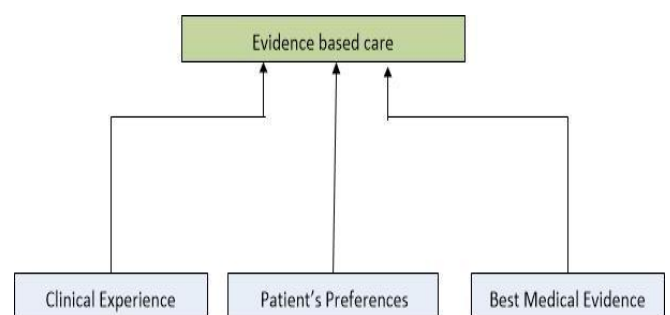 Evidence based care
Clinical Experience
Patient's Preferences
Best Medical Evidence